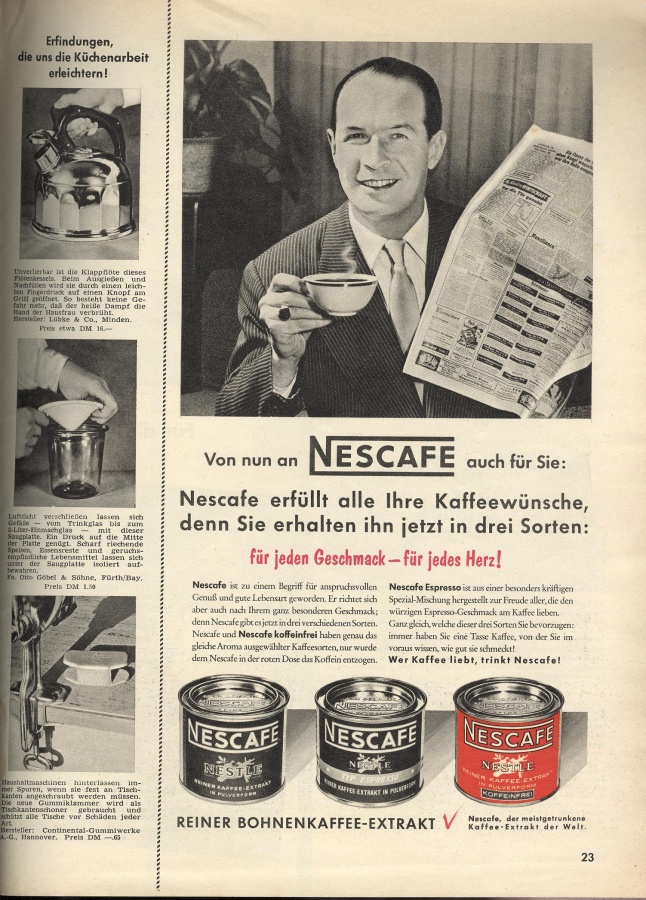 Erfindungen,
die uns die Küchenarbeit
erleichtern!
Unverlierbar ist die Klappflöte dieses
Flötenkessels. Beim Ausgießen und
Nachfüllen wird sie durch einen leich-
ten Fingerdruck auf einen Knopf am
Griff geöffnet. So besteht keine Ge-
fahr mehr, daß der heiße Dampf die
Hand der Hausfrau verbrüht.
Hersteller: Lübke & Co., Minden.
Preis etwa DM 16.—
Luftdicht verschließen lassen sich
Gefäße — vom Trinkglas bis zum
2-Liter-Einmachglas — mit dieser
Saugplatte. Ein Druck auf die Mitte
der Platte genügt. Scharf riechende
Speisen, Essensreste und geruchs-
empfindliche Lebensmittel lassen sich
unter der Saugplatte isoliert auf-
bewahren.
Fa. Otto Göbel & Söhne, Fürth/Bay.
Preis DM 1.50
Haushaltmaschinen hinterlassen im-
mer Spuren, wenn sie fest an Tisch-
kanten angeschraubt werden müssen.
Die neue Gummiklammer wird als
Tischkantenschoner gebraucht und
schützt alle Tische vor Schäden jeder
Art.
Hersteller: Continental-Gummiwerke
A.-G., Hannover. Preis DM —.65
Von nun an NESCAFE auch für Sie:
Nescafe erfüllt alle Ihre Kaffeewünsche,
denn Sie erhalten ihn jetzt in drei Sorten:
für jeden Geschmack – für jedes Herz!
Nescafe ist zu einem Begriff für anspruchsvollen
Genuß und gute Lebensart geworden. Er richtet sich
aber auch nach Ihrem ganz besonderen Geschmack;
denn Nescafe gibt es jetzt in drei verschiedenen Sorten.
Nescafe und Nescafe koffeinfrei haben genau das
gleiche Aroma ausgewählter Kaffeesorten, nur wurde
dem Nescafe in der roten Dose das Koffein entzogen.
Nescafe Espresso ist aus einer besonders kräftigen
Spezial-Mischung hergestellt zur Freude aller, die den
würzigen Espresso-Geschmack am Kaffee lieben.
Ganz gleich, welche dieser drei Sorten Sie bevorzugen:
immer haben Sie eine Tasse Kaffee, von der Sie im
voraus wissen, wie gut sie schmeckt!
Wer Kaffee liebt, trinkt Nescafe!
NESCAFE
NESTLE
REINER KAFFEE-EXTRAKT
IN PULVERFORM
NESCAFE
NESTLE
TYP ESPRESSO
REINER KAFFEE-EXTRAKT IN PULVERFORM
NESCAFE
NESTLE
REINER KAFFEE-EXTRAKT
IN PULVERFORM
KOFFEINFREI
REINER BOHNENKAFFEE-EXTRAKT
Nescafe, der meistgetrunkene
Kaffee-Extrakt der Welt.
23